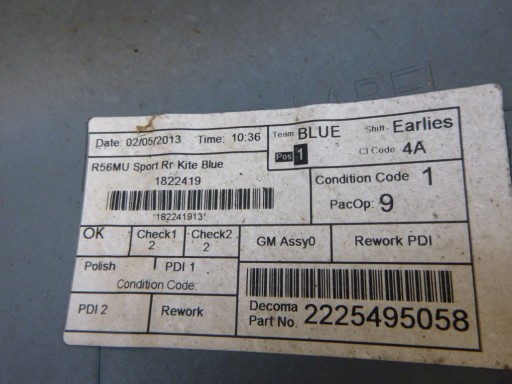 Date: 02/05/2013 Time: 10:36
Team BLUE Shift: Earlies
Pos 1 Cl Code 4A
R56MU Sport Rr Kite Blue
1822419
*182241913*
Condition Code 1
PacOp: 9
OK Check1 2 Check2 2 GM Assy0 Rework PDI
Polish PDI 1
Condition Code:
PDI 2 Rework
Decoma
Part No. 2225495058